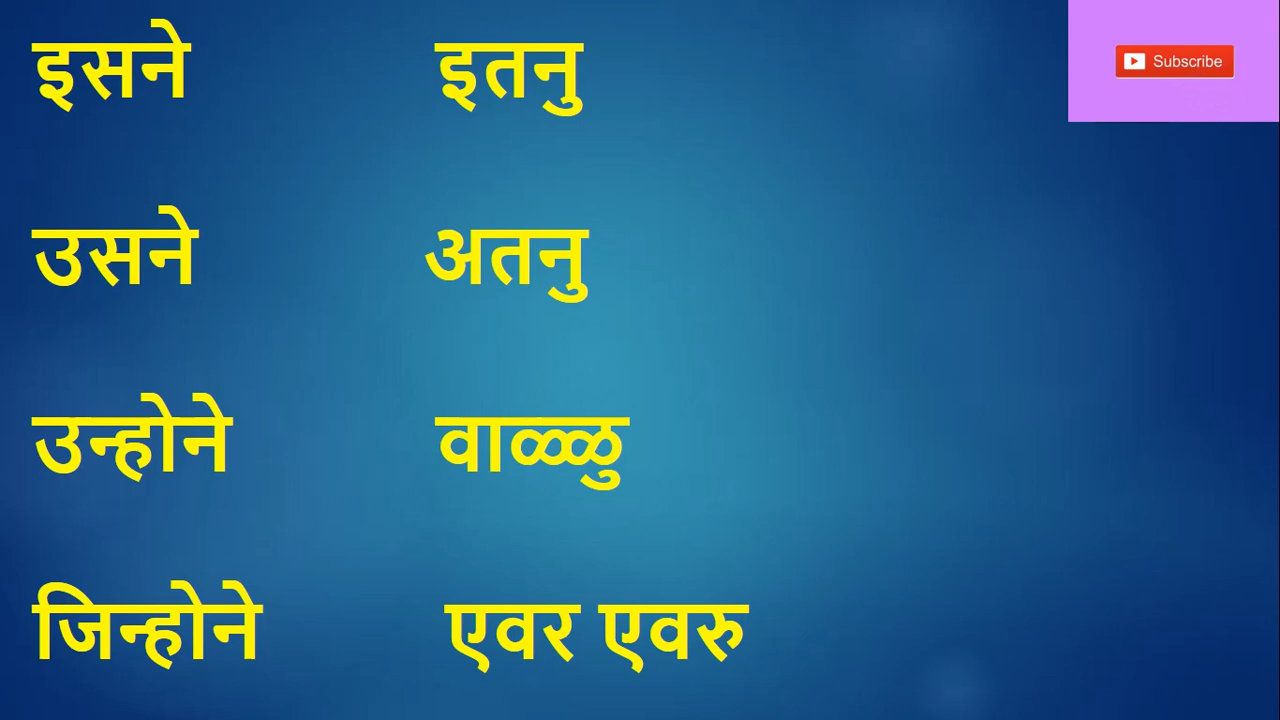 इसने इतनु
Subscribe
उसने अतनु
उन्होने वाळ्ळु
जिन्होने एवर एवरु